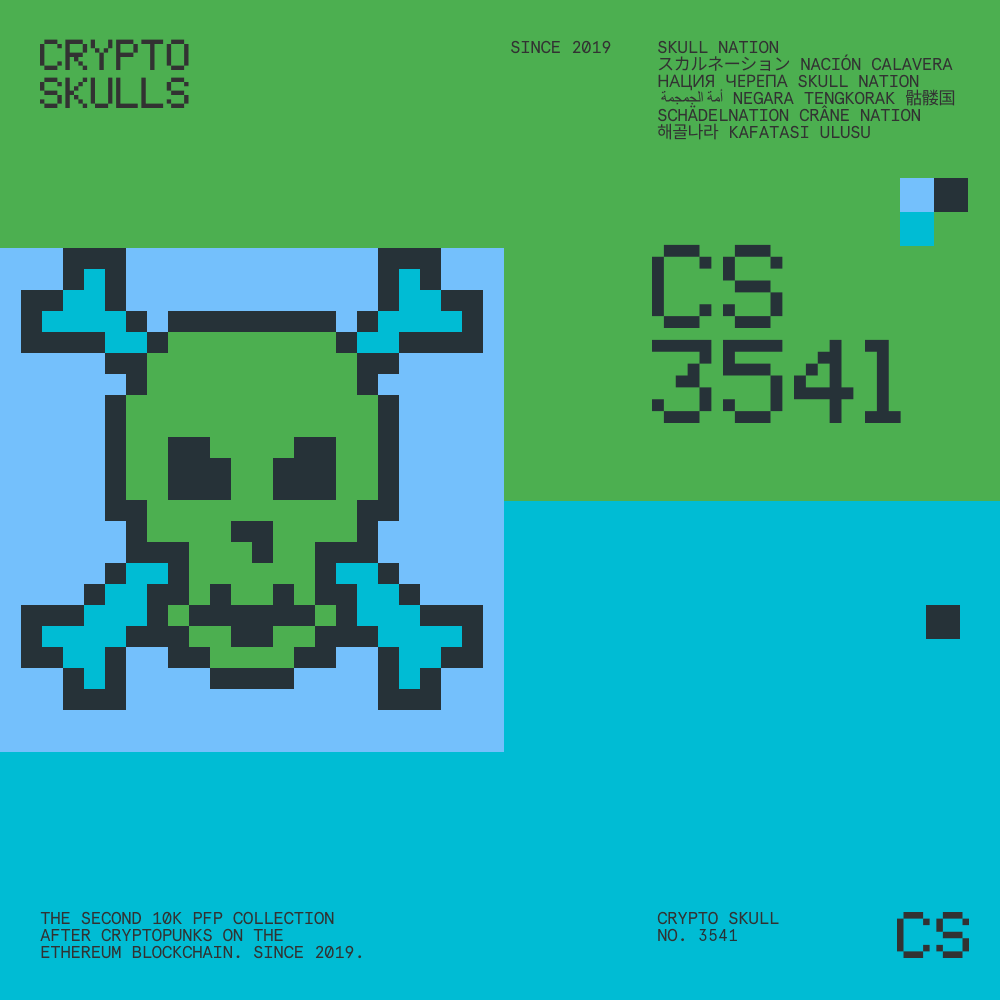 CRYPTO
SKULLS
SINCE 2019
SKULL NATION
スカルネーション NACIÓN CALAVERA
НАЦИЯ ЧЕРЕПА SKULL NATION
أمة الجمجمة NEGARA TENGKORAK 骷髅国
SCHÄDELNATION CRÂNE NATION
해골나라 KAFATASI ULUSU
CS
3541
THE SECOND 10K PFP COLLECTION
AFTER CRYPTOPUNKS ON THE
ETHEREUM BLOCKCHAIN. SINCE 2019.
CRYPTO SKULL
NO. 3541
CS